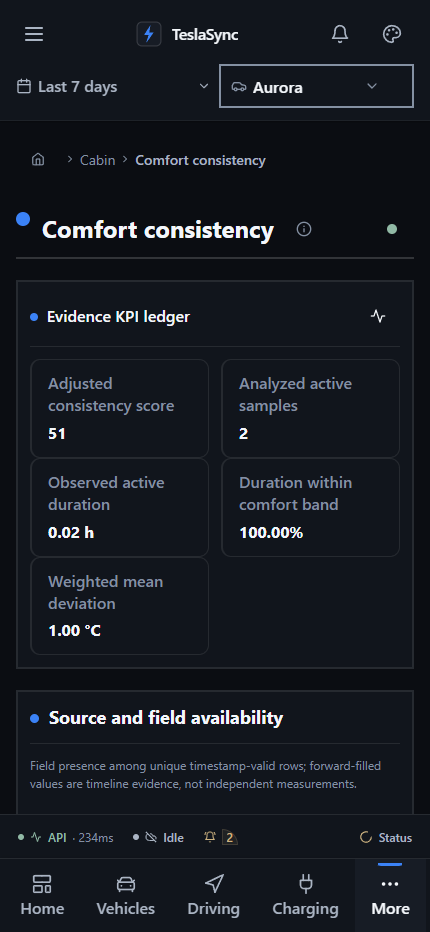 TeslaSync
Last 7 days
Aurora
Cabin
Comfort consistency
Comfort consistency
Evidence KPI ledger
Adjusted
consistency score
51
Analyzed active
samples
2
Observed active
duration
0.02 h
Duration within
comfort band
100.00%
Weighted mean
deviation
1.00 °C
Source and field availability
Field presence among unique timestamp-valid rows; forward-filled
values are timeline evidence, not independent measurements.
API · 234ms
Idle
2
Status
Home
Vehicles
Driving
Charging
More